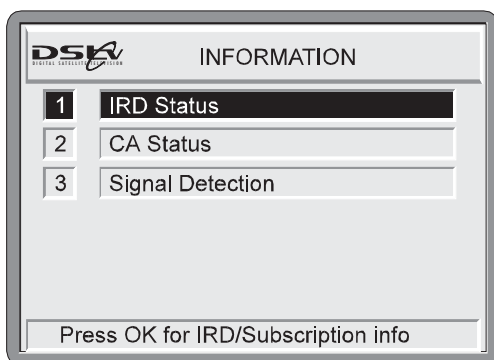 DStv
DIGITAL SATELLITE TELEVISION
INFORMATION
1 IRD Status
2 CA Status
3 Signal Detection
Press OK for IRD/Subscription info